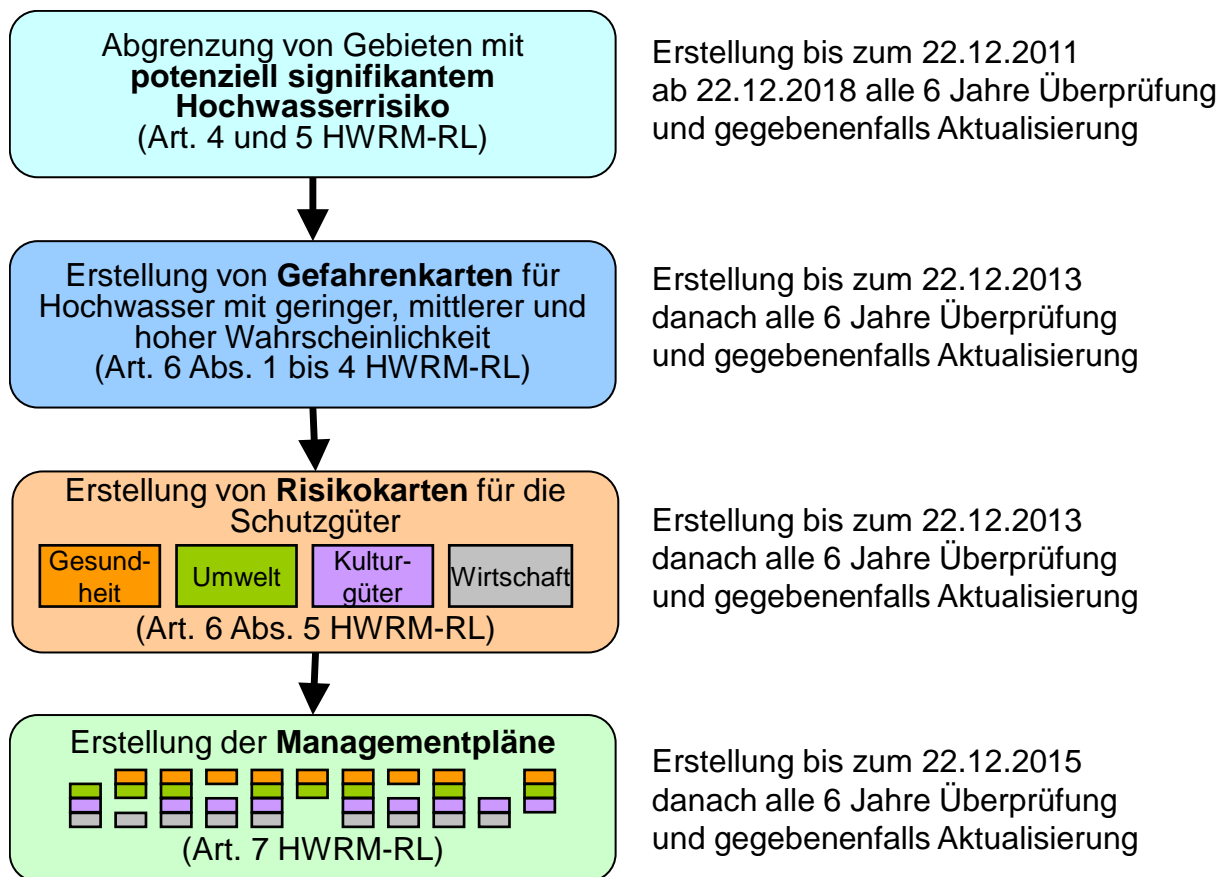 Abgrenzung von Gebieten mit
potenziell signifikantem
Hochwasserrisiko
(Art. 4 und 5 HWRM-RL)
Erstellung bis zum 22.12.2011
ab 22.12.2018 alle 6 Jahre Überprüfung
und gegebenenfalls Aktualisierung
Erstellung von Gefahrenkarten für
Hochwasser mit geringer, mittlerer und
hoher Wahrscheinlichkeit
(Art. 6 Abs. 1 bis 4 HWRM-RL)
Erstellung bis zum 22.12.2013
danach alle 6 Jahre Überprüfung
und gegebenenfalls Aktualisierung
Erstellung von Risikokarten für die
Schutzgüter
Gesund-
heit
Umwelt
Kultur-
güter
Wirtschaft
(Art. 6 Abs. 5 HWRM-RL)
Erstellung bis zum 22.12.2013
danach alle 6 Jahre Überprüfung
und gegebenenfalls Aktualisierung
Erstellung der Managementpläne
(Art. 7 HWRM-RL)
Erstellung bis zum 22.12.2015
danach alle 6 Jahre Überprüfung
und gegebenenfalls Aktualisierung